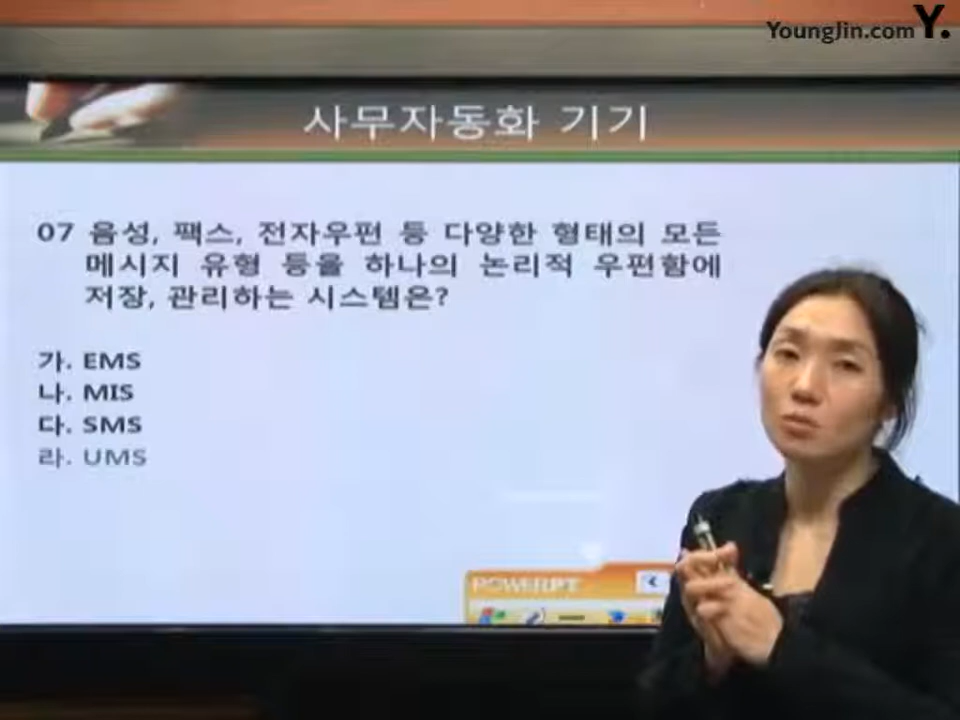 YoungJin.com Y.
사무자동화 기기
07 음성, 팩스, 전자우편 등 다양한 형태의 모든
메시지 유형 등을 하나의 논리적 우편함에
저장, 관리하는 시스템은?
가. EMS
나. MIS
다. SMS
라. UMS
POWERPT